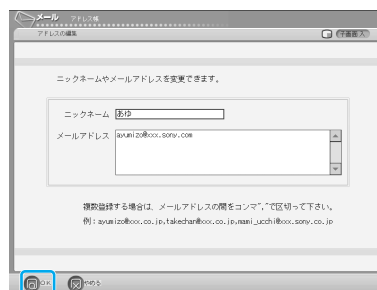 メール アドレス帳
アドレスの編集
子画面 入
ニックネームやメールアドレスを変更できます。
ニックネーム あゆ
メールアドレス ayumizo@xxx.sony.com
複数登録する場合は、メールアドレスの間をコンマ","で区切って下さい。
例：ayumizo@xxx.co.jp,takechan@xxx.co.jp,mami_ucchi@xxx.sony.co.jp
OK やめる